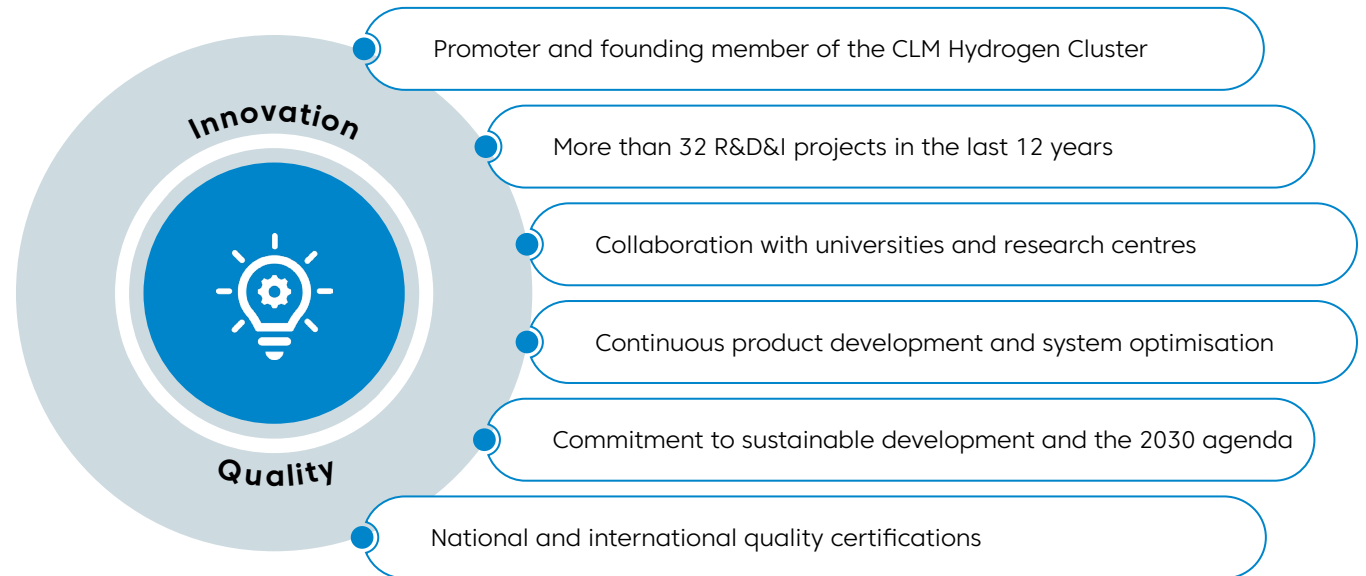 Innovation
Quality
Promoter and founding member of the CLM Hydrogen Cluster
More than 32 R&D&I projects in the last 12 years
Collaboration with universities and research centres
Continuous product development and system optimisation
Commitment to sustainable development and the 2030 agenda
National and international quality certifications